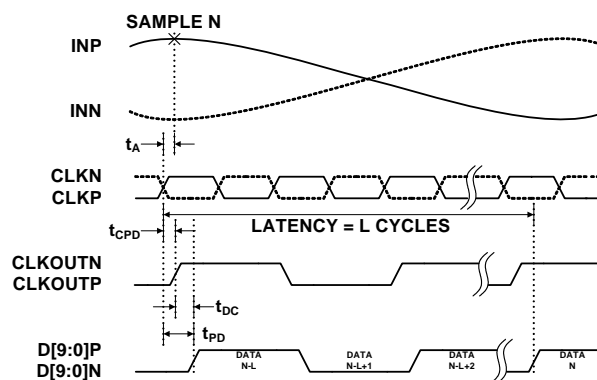 SAMPLE N
INP
INN
tA
CLKN
CLKP
tCPD
LATENCY = L CYCLES
CLKOUTN
CLKOUTP
tDC
tPD
D[9:0]P
D[9:0]N
DATA
N-L
DATA
N-L+1
DATA
N-L+2
DATA
N